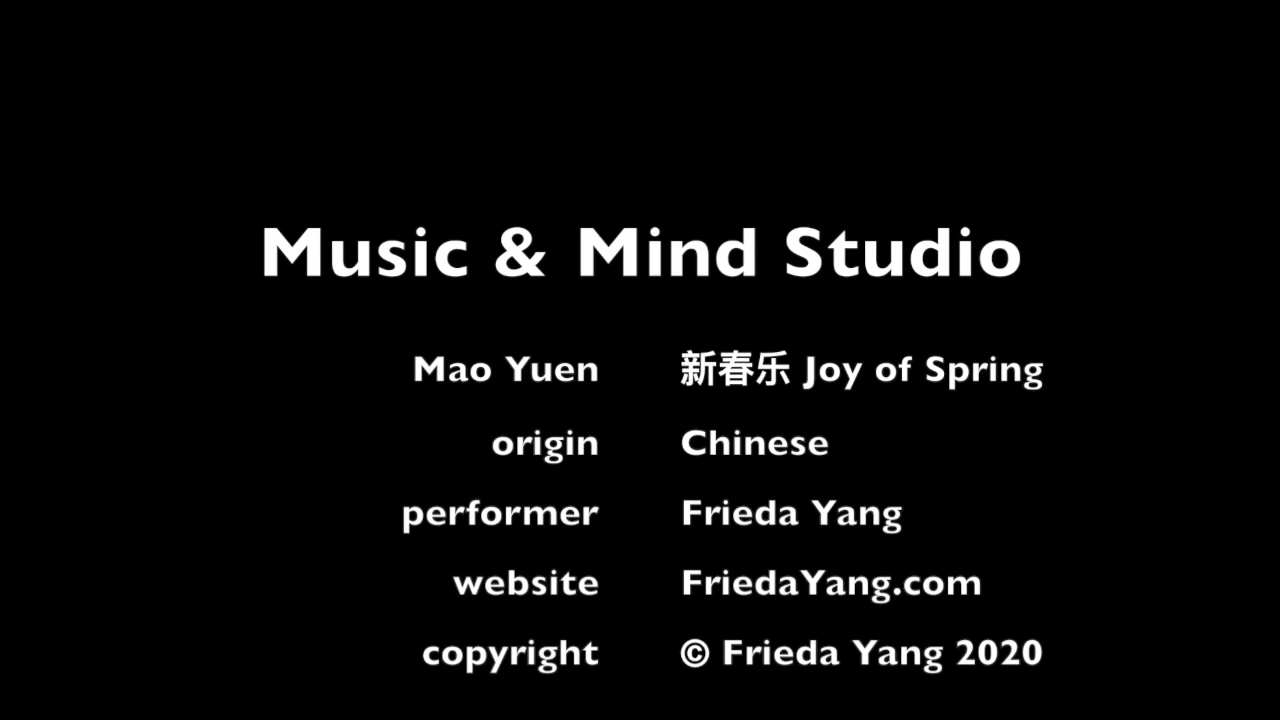 Music & Mind Studio
Mao Yuen 新春乐 Joy of Spring
origin Chinese
performer Frieda Yang
website FriedaYang.com
copyright © Frieda Yang 2020